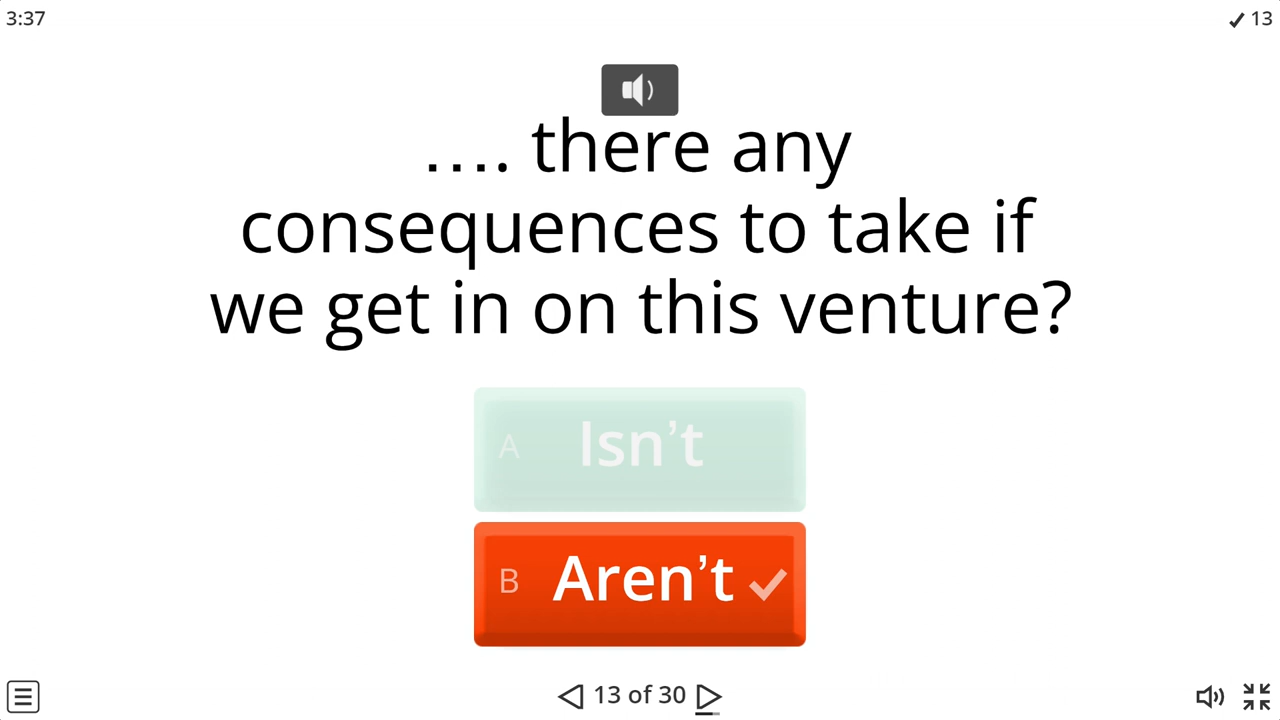 3:37
✓ 13
…. there any
consequences to take if
we get in on this venture?
A Isn’t
B Aren’t ✓
13 of 30